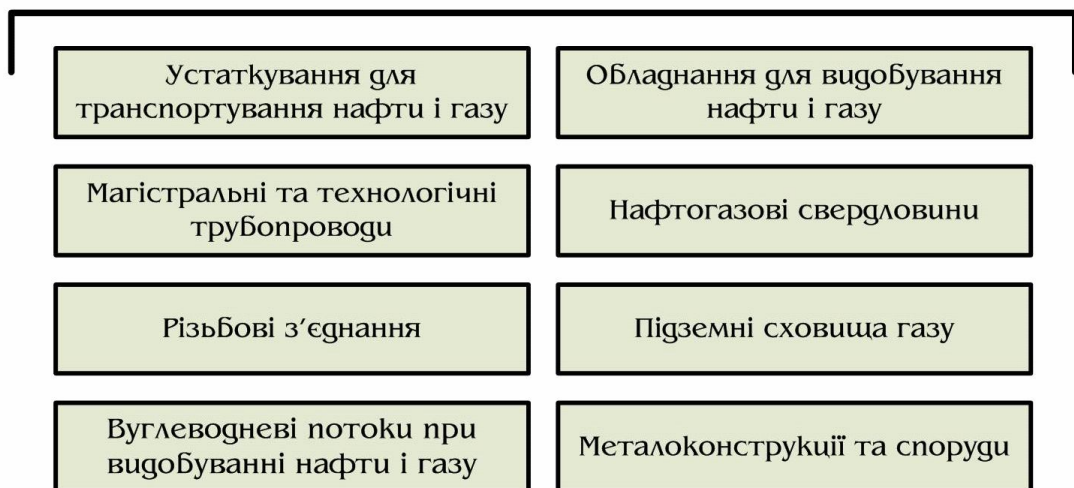 Устаткування для
транспортування нафти і газу
Обладнання для видобування
нафти і газу
Магістральні та технологічні
трубопроводи
Нафтогазові свердловини
Різьбові з’єднання
Підземні сховища газу
Вуглеводневі потоки при
видобуванні нафти і газу
Металоконструкції та споруди